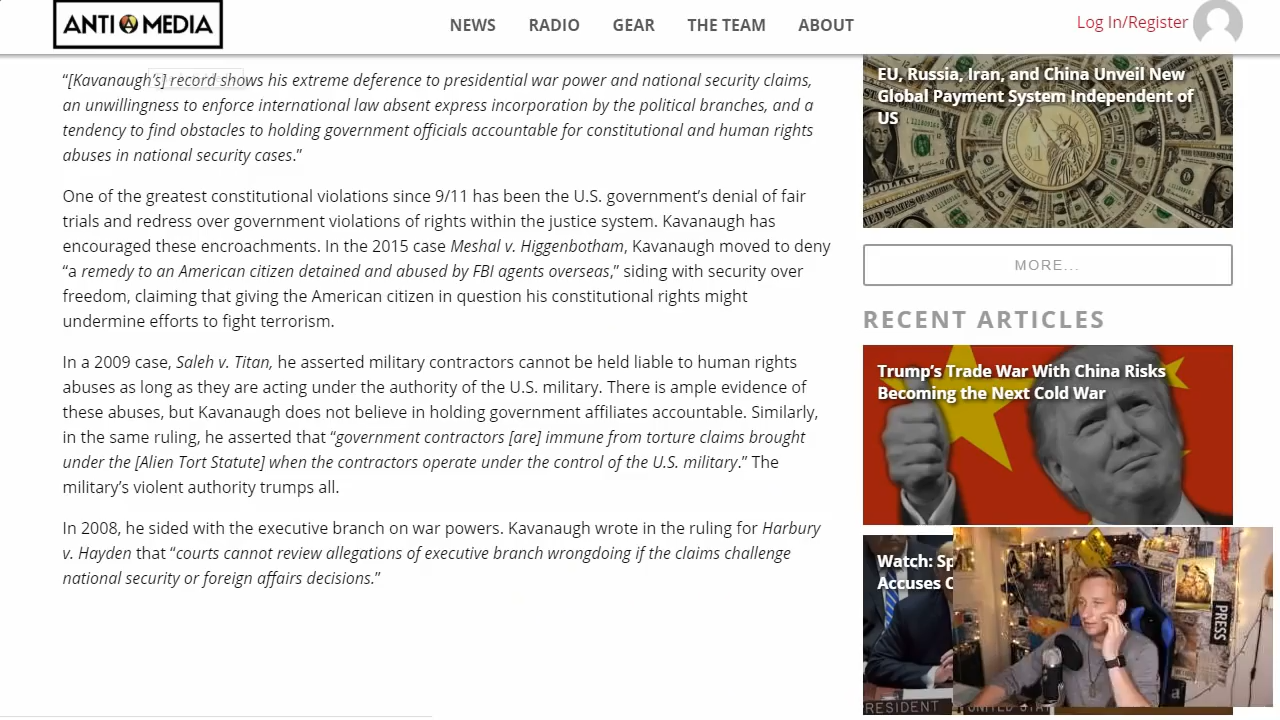 ANTI MEDIA
NEWS RADIO GEAR THE TEAM ABOUT
Log In/Register
“[Kavanaugh’s] record shows his extreme deference to presidential war power and national security claims,
an unwillingness to enforce international law absent express incorporation by the political branches, and a
tendency to find obstacles to holding government officials accountable for constitutional and human rights
abuses in national security cases.”
One of the greatest constitutional violations since 9/11 has been the U.S. government’s denial of fair
trials and redress over government violations of rights within the justice system. Kavanaugh has
encouraged these encroachments. In the 2015 case Meshal v. Higgenbotham, Kavanaugh moved to deny
“a remedy to an American citizen detained and abused by FBI agents overseas,” siding with security over
freedom, claiming that giving the American citizen in question his constitutional rights might
undermine efforts to fight terrorism.
In a 2009 case, Saleh v. Titan, he asserted military contractors cannot be held liable to human rights
abuses as long as they are acting under the authority of the U.S. military. There is ample evidence of
these abuses, but Kavanaugh does not believe in holding government affiliates accountable. Similarly,
in the same ruling, he asserted that “government contractors [are] immune from torture claims brought
under the [Alien Tort Statute] when the contractors operate under the control of the U.S. military.” The
military’s violent authority trumps all.
In 2008, he sided with the executive branch on war powers. Kavanaugh wrote in the ruling for Harbury
v. Hayden that “courts cannot review allegations of executive branch wrongdoing if the claims challenge
national security or foreign affairs decisions.”
EU, Russia, Iran, and China Unveil New
Global Payment System Independent of
US
$1
MORE...
RECENT ARTICLES
Trump’s Trade War With China Risks
Becoming the Next Cold War
Watch: Sp
Accuses
RESIDENT
PRESS